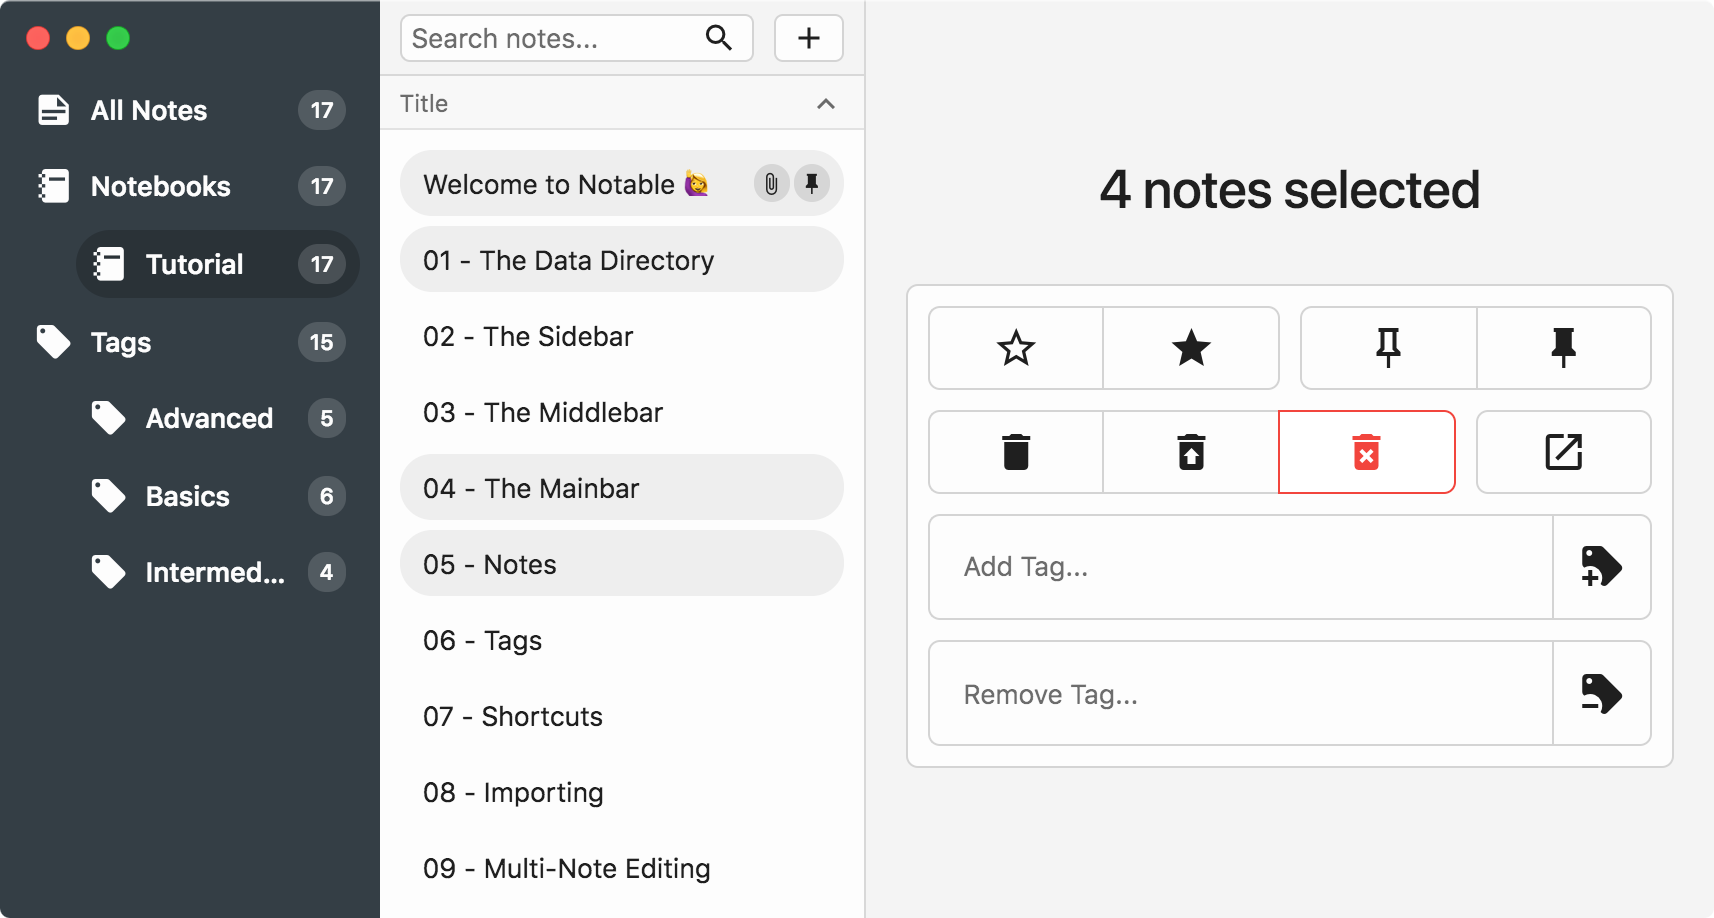 All Notes 17
Notebooks 17
Tutorial 17
Tags 15
Advanced 5
Basics 6
Intermed... 4
Search notes...
Title
Welcome to Notable 🙋
01 - The Data Directory
02 - The Sidebar
03 - The Middlebar
04 - The Mainbar
05 - Notes
06 - Tags
07 - Shortcuts
08 - Importing
09 - Multi-Note Editing
4 notes selected
Add Tag...
Remove Tag...